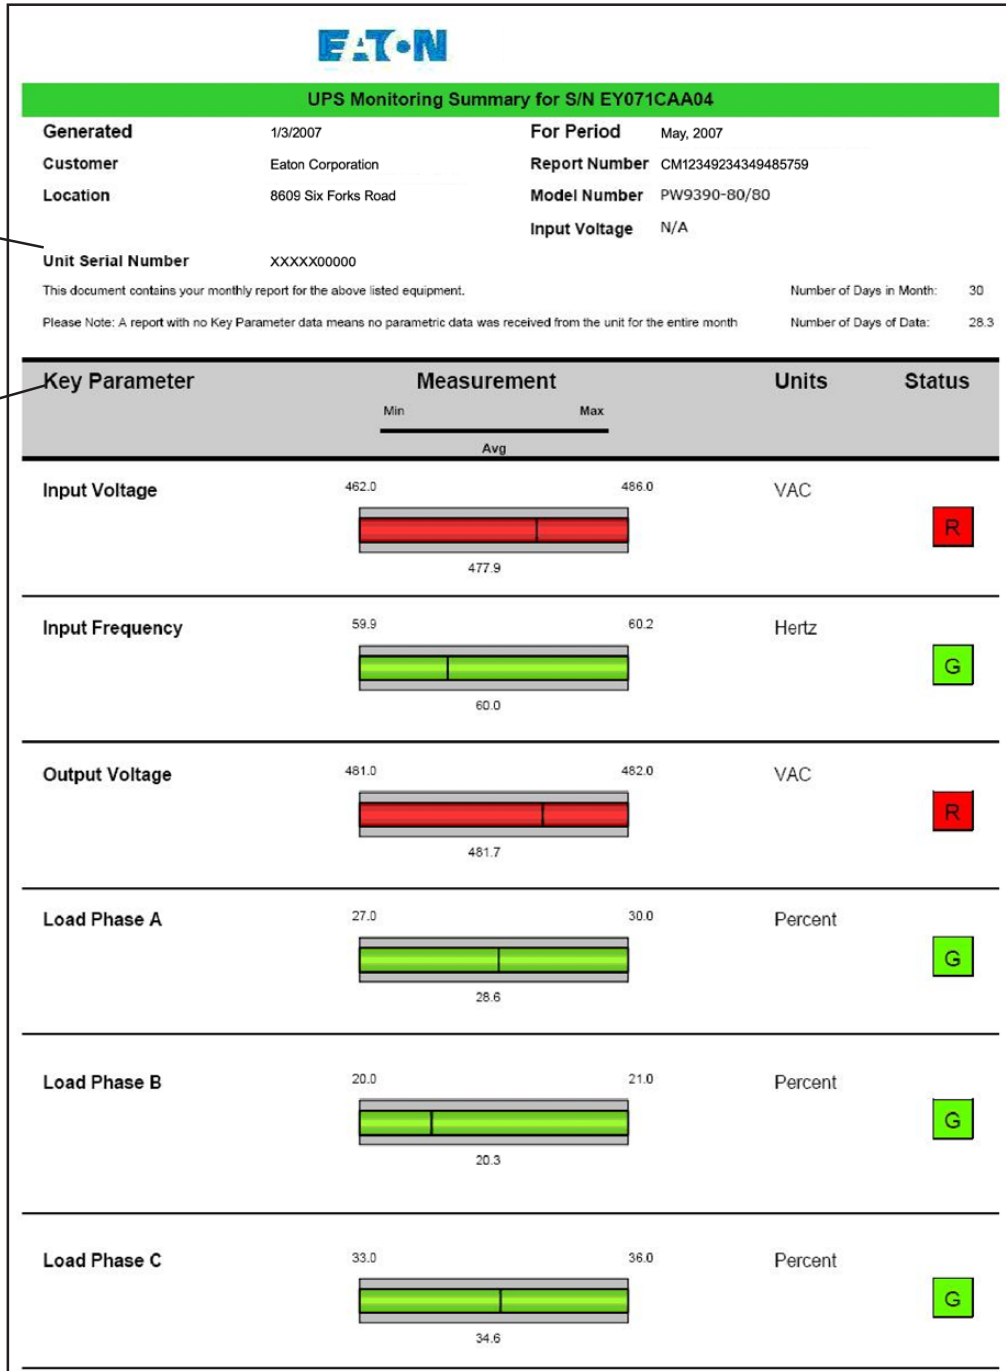 EATON
UPS Monitoring Summary for S/N EY071CAA04
Generated 1/3/2007 For Period May, 2007
Customer Eaton Corporation Report Number CM12349234349485759
Location 8609 Six Forks Road Model Number PW9390-80/80
Input Voltage N/A
Unit Serial Number XXXXX00000
This document contains your monthly report for the above listed equipment. Number of Days in Month: 30
Please Note: A report with no Key Parameter data means no parametric data was received from the unit for the entire month Number of Days of Data: 28.3
Key Parameter Measurement Units Status
Min Max
Avg
Input Voltage 462.0 486.0 VAC
R
477.9
Input Frequency 59.9 60.2 Hertz
G
60.0
Output Voltage 481.0 482.0 VAC
R
481.7
Load Phase A 27.0 30.0 Percent
G
28.6
Load Phase B 20.0 21.0 Percent
G
20.3
Load Phase C 33.0 36.0 Percent
G
34.6